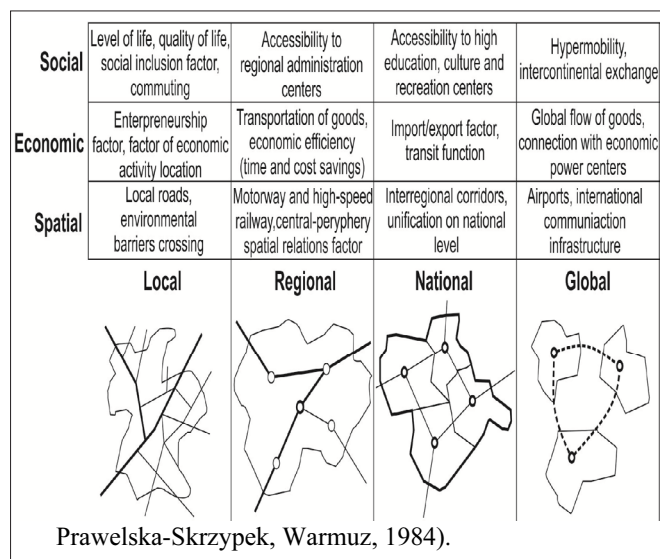 Social
Level of life, quality of life,
social inclusion factor,
commuting
Accessibility to
regional administration
centers
Accessibility to high
education, culture and
recreation centers
Hypermobility,
intercontinental exchange
Economic
Enterpreneurship
factor, factor of economic
activity location
Transportation of goods,
economic efficiency
(time and cost savings)
Import/export factor,
transit function
Global flow of goods,
connection with economic
power centers
Spatial
Local roads,
environmental
barriers crossing
Motorway and high-speed
railway,central-peryphery
spatial relations factor
Interregional corridors,
unification on national
level
Airports, international
communiaction
infrastructure
Local
Regional
National
Global
Prawelska-Skrzypek, Warmuz, 1984).